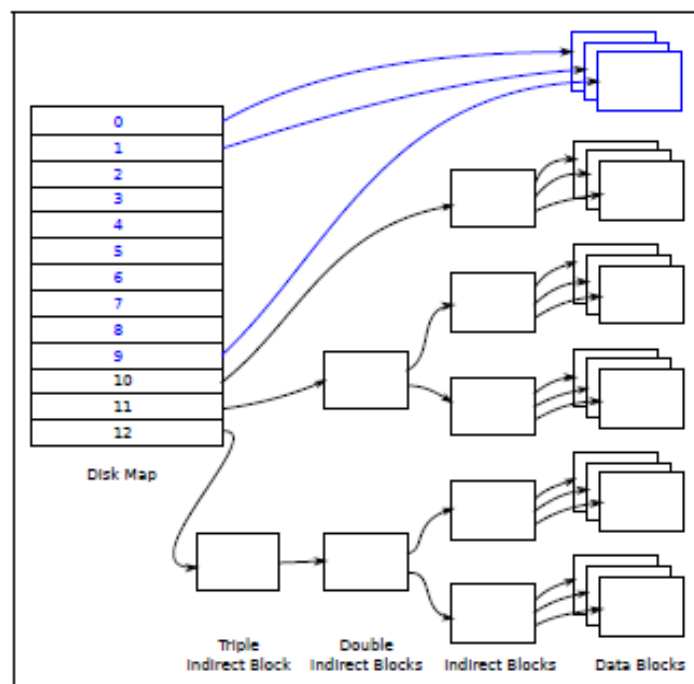 0
1
2
3
4
5
6
7
8
9
10
11
12
Disk Map
Triple
Indirect Block
Double
Indirect Blocks
Indirect Blocks
Data Blocks